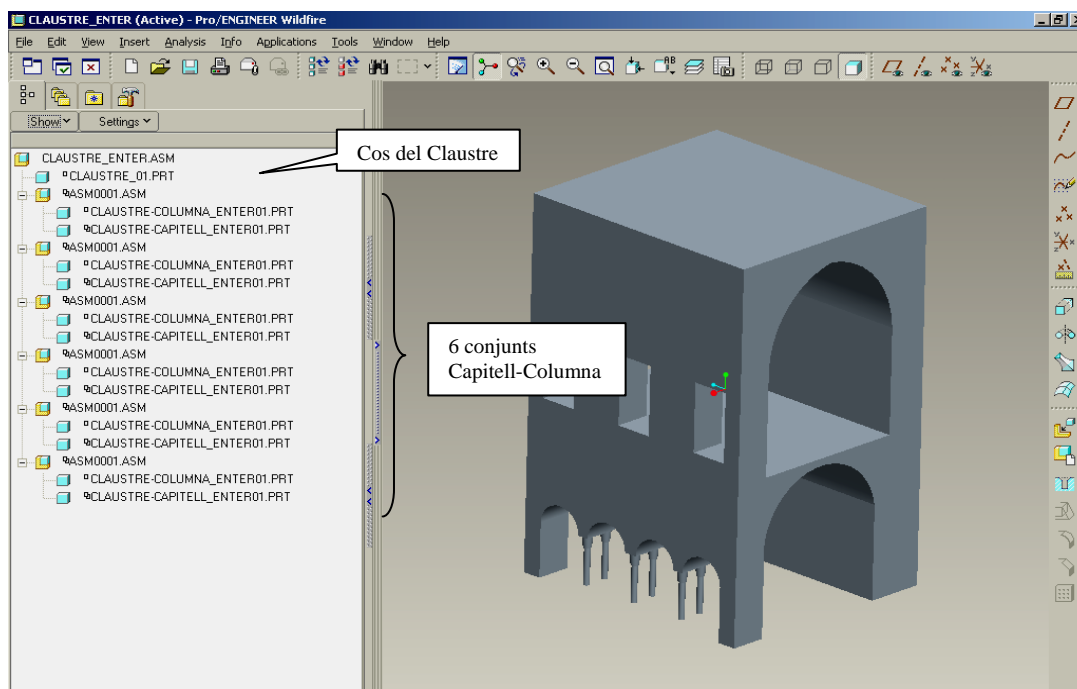 CLAUSTRE_ENTER (Active) - Pro/ENGINEER Wildfire
File Edit View Insert Analysis Info Applications Tools Window Help
Show Settings
CLAUSTRE_ENTER.ASM
CLAUSTRE_01.PRT
ASM0001.ASM
CLAUSTRE-COLUMNA_ENTER01.PRT
CLAUSTRE-CAPITELL_ENTER01.PRT
ASM0001.ASM
CLAUSTRE-COLUMNA_ENTER01.PRT
CLAUSTRE-CAPITELL_ENTER01.PRT
ASM0001.ASM
CLAUSTRE-COLUMNA_ENTER01.PRT
CLAUSTRE-CAPITELL_ENTER01.PRT
ASM0001.ASM
CLAUSTRE-COLUMNA_ENTER01.PRT
CLAUSTRE-CAPITELL_ENTER01.PRT
ASM0001.ASM
CLAUSTRE-COLUMNA_ENTER01.PRT
CLAUSTRE-CAPITELL_ENTER01.PRT
ASM0001.ASM
CLAUSTRE-COLUMNA_ENTER01.PRT
CLAUSTRE-CAPITELL_ENTER01.PRT
Cos del Claustre
6 conjunts
Capitell-Columna